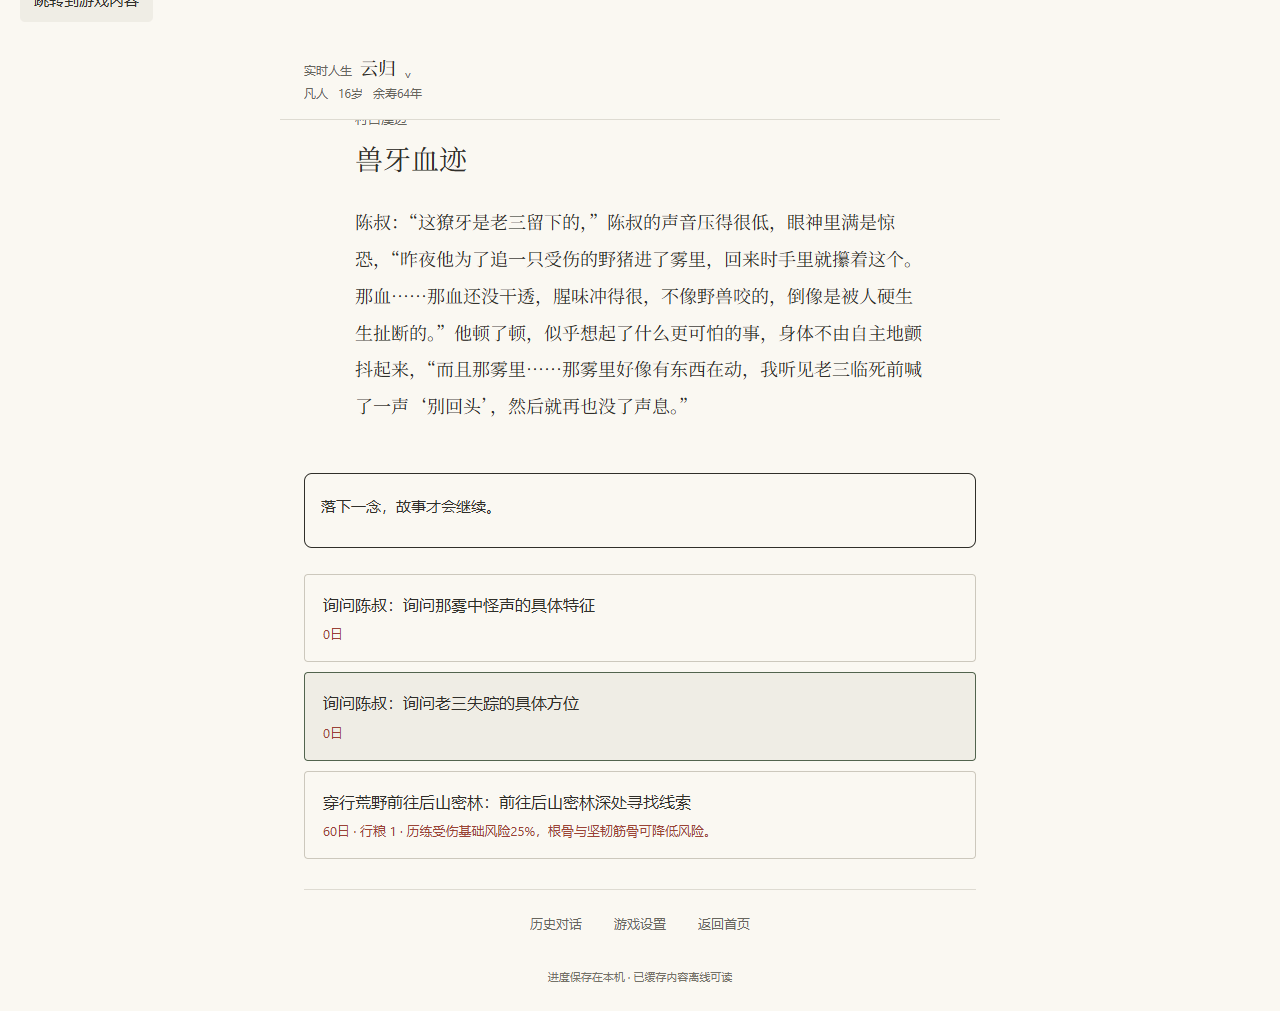 跳转到游戏内容
实时人生 云归 v
凡人 16岁 余寿64年
村口溪边
兽牙血迹
陈叔：“这獠牙是老三留下的，”陈叔的声音压得很低，眼神里满是惊
恐，“昨夜他为了追一只受伤的野猪进了雾里，回来时手里就攥着这个。
那血……那血还没干透，腥味冲得很，不像野兽咬的，倒像是被人硬生
生扯断的。”他顿了顿，似乎想起了什么更可怕的事，身体不由自主地颤
抖起来，“而且那雾里……那雾里好像有东西在动，我听见老三临死前喊
了一声‘别回头’，然后就再也没了声息。”
落下一念，故事才会继续。
询问陈叔：询问那雾中怪声的具体特征
0日
询问陈叔：询问老三失踪的具体方位
0日
穿行荒野前往后山密林：前往后山密林深处寻找线索
60日 · 行粮 1 · 历练受伤基础风险25%，根骨与坚韧筋骨可降低风险。
历史对话 游戏设置 返回首页
进度保存在本机 · 已缓存内容离线可读